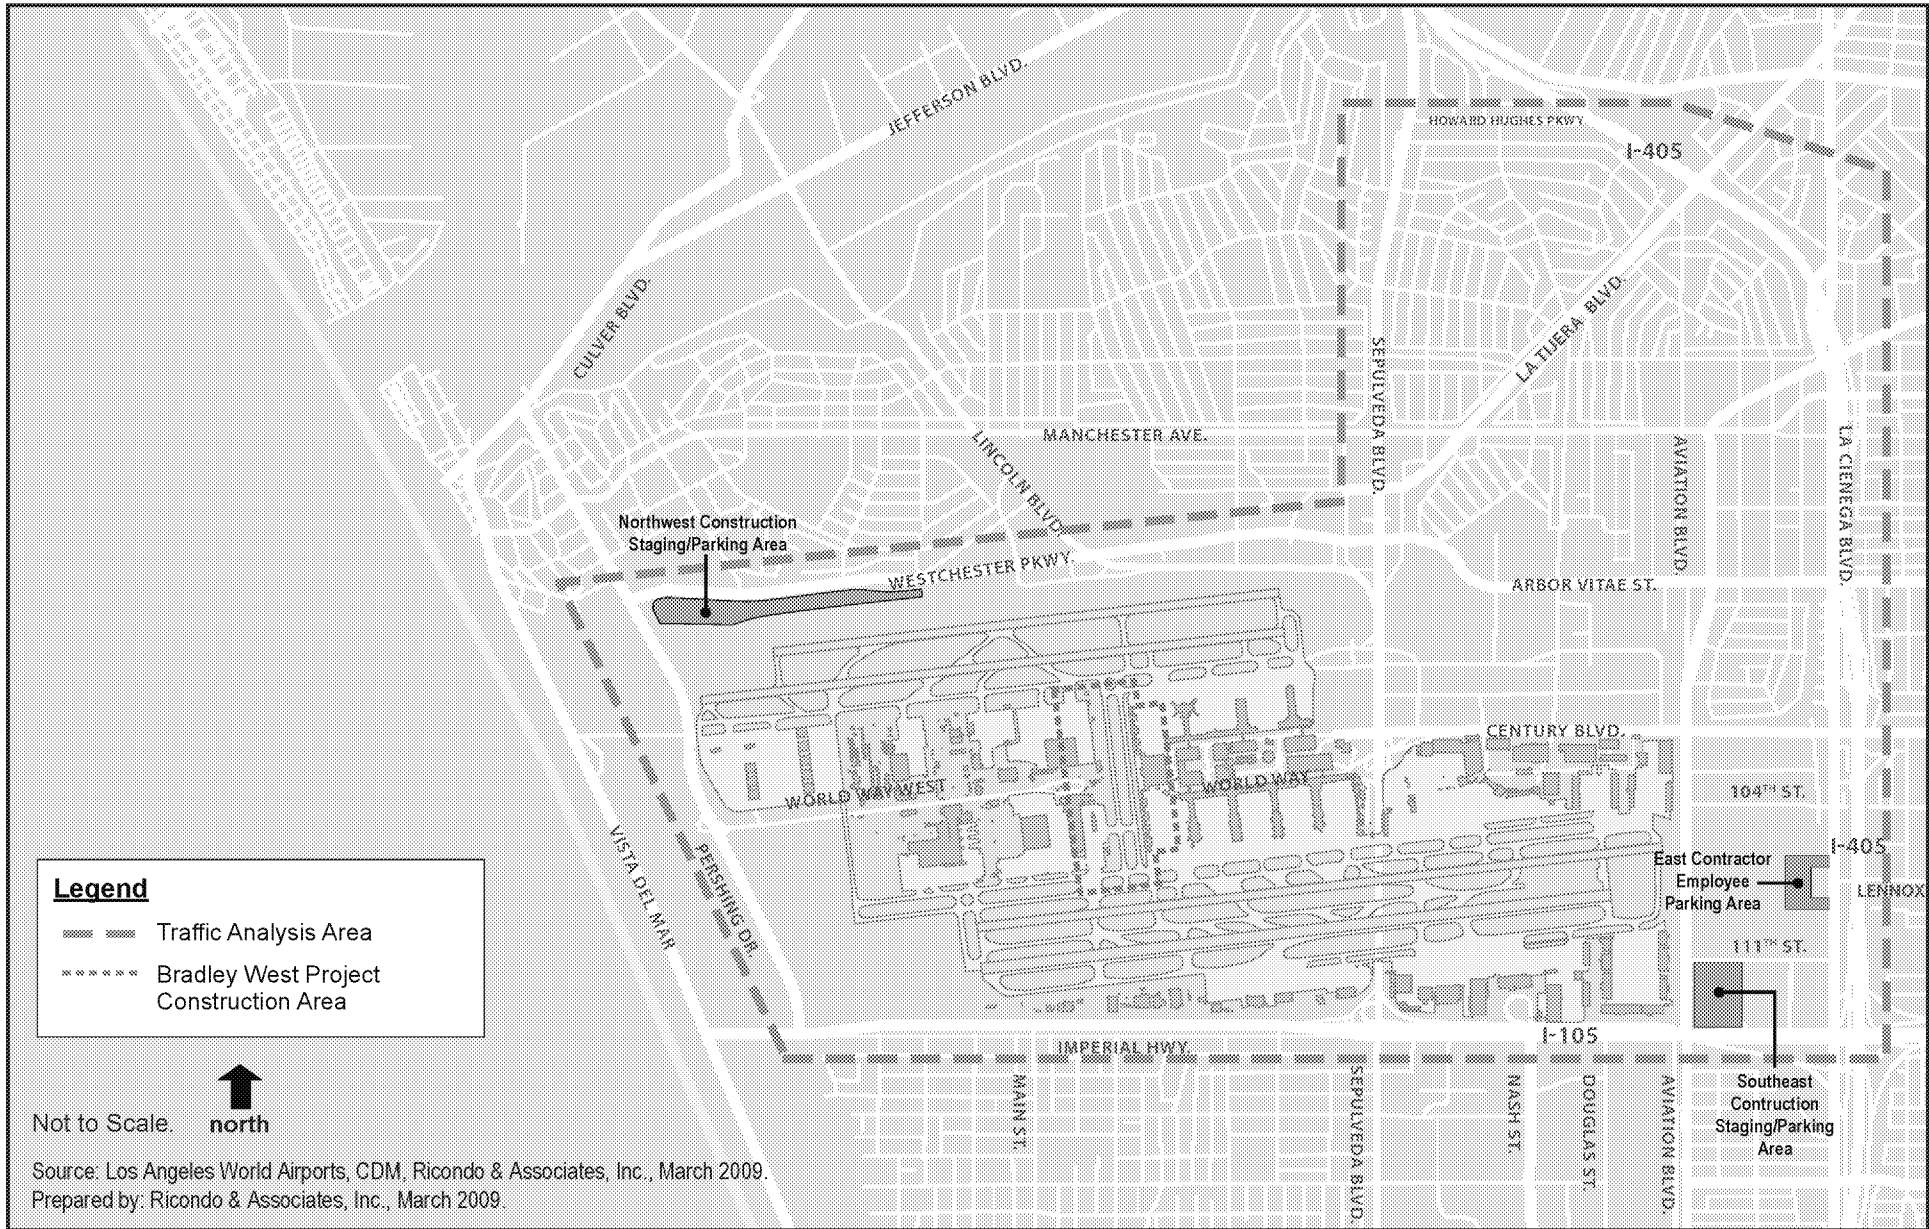 JEFFERSON BLVD.
HOWARD HUGHES PKWY.
I-405
CULVER BLVD.
LA TIJERA BLVD.
SEPULVEDA BLVD.
MANCHESTER AVE.
LINCOLN BLVD.
AVIATION BLVD.
LA CIENEGA BLVD.
Northwest Construction
Staging/Parking Area
WESTCHESTER PKWY.
ARBOR VITAE ST.
CENTURY BLVD.
WORLD WAY WEST
WORLD WAY
104TH ST.
VISTA DEL MAR
PERSHING DR.
I-405
East Contractor
Employee
Parking Area
LENNOX
111TH ST.
Legend
Traffic Analysis Area
Bradley West Project
Construction Area
I-105
IMPERIAL HWY.
MAIN ST.
SEPULVEDA BLVD.
NASH ST.
DOUGLAS ST.
AVIATION BLVD.
Southeast
Contruction
Staging/Parking
Area
Not to Scale.
north
Source: Los Angeles World Airports, CDM, Ricondo & Associates, Inc., March 2009.
Prepared by: Ricondo & Associates, Inc., March 2009.